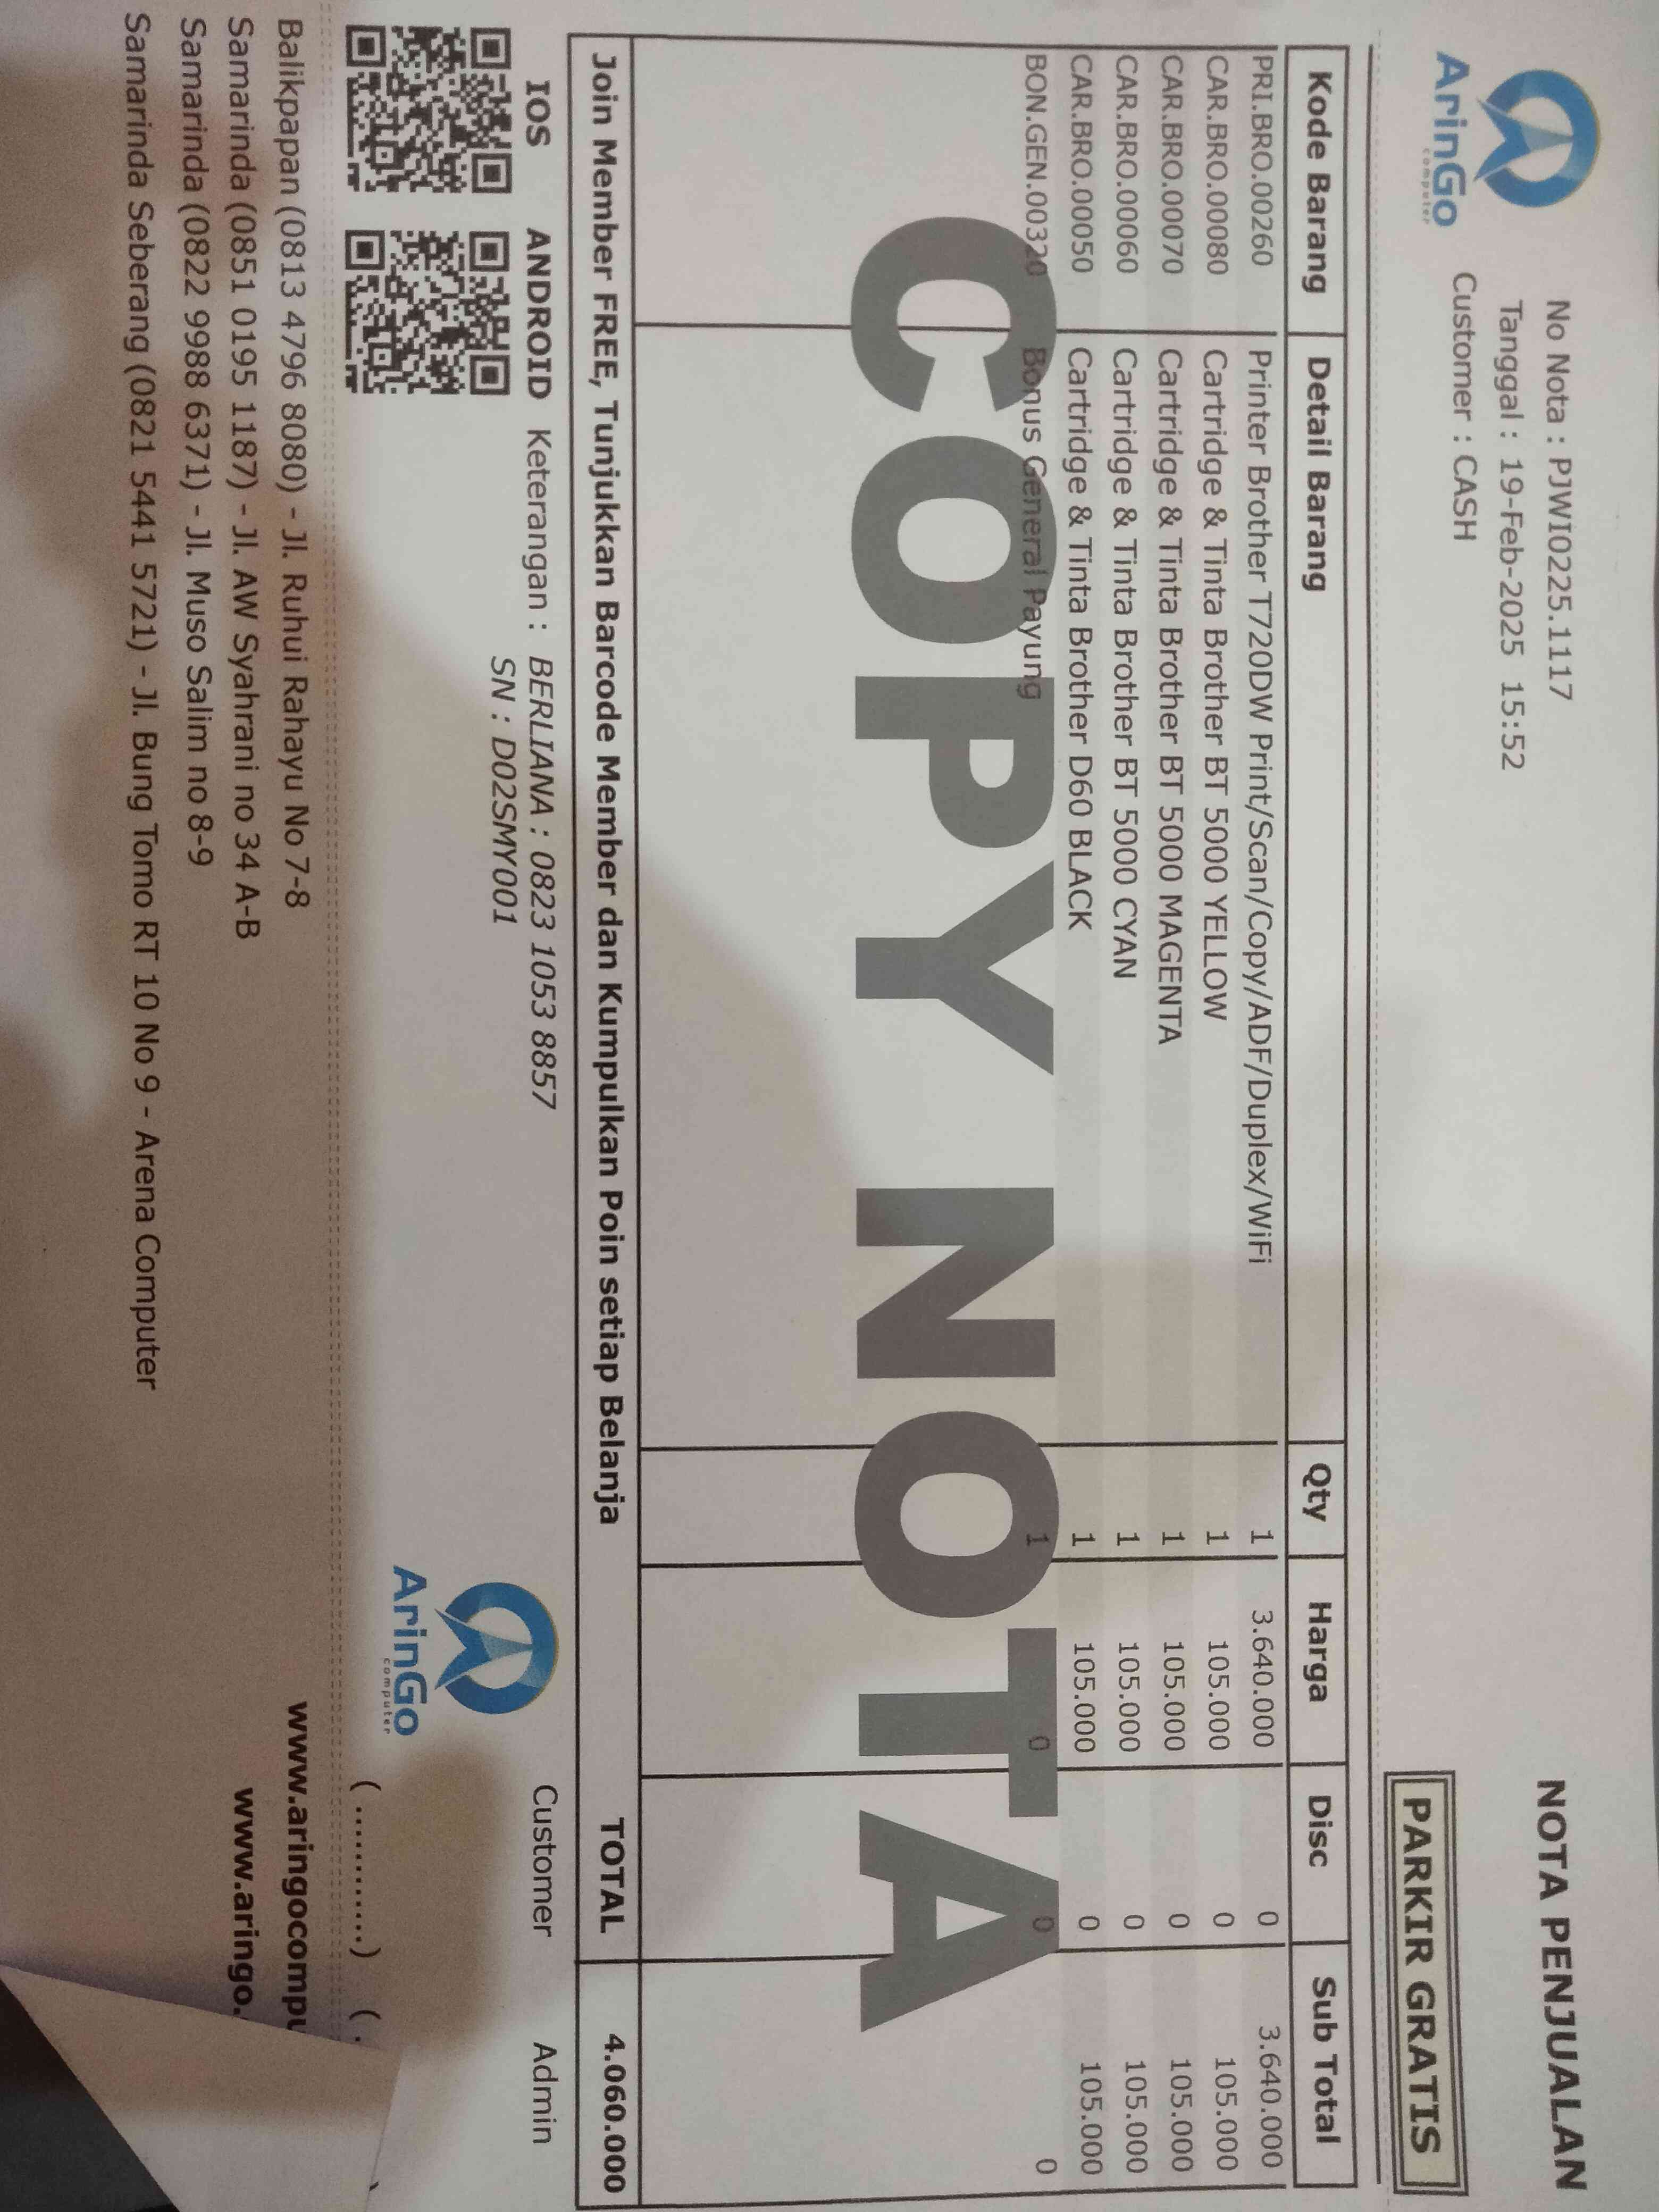 ArinGo
computer
No Nota : PJWI0225.1117
Tanggal : 19-Feb-2025 15:52
Customer : CASH
NOTA PENJUALAN
PARKIR GRATIS
Kode Barang Detail Barang Qty Harga Disc Sub Total
PRI.BRO.00260 Printer Brother T720DW Print/Scan/Copy/ADF/Duplex/WiFi 1 3.640.000 0 3.640.000
CAR.BRO.00080 Cartridge & Tinta Brother BT 5000 YELLOW 1 105.000 0 105.000
CAR.BRO.00070 Cartridge & Tinta Brother BT 5000 MAGENTA 1 105.000 0 105.000
CAR.BRO.00060 Cartridge & Tinta Brother BT 5000 CYAN 1 105.000 0 105.000
CAR.BRO.00050 Cartridge & Tinta Brother D60 BLACK 1 105.000 0 105.000
BON.GEN.00320 Bonus General Payung 1 0 0 0
COPY NOTA
Join Member FREE, Tunjukkan Barcode Member dan Kumpulkan Poin setiap Belanja TOTAL 4.060.000
IOS ANDROID Keterangan : BERLIANA : 0823 1053 8857
SN : D02SMY001
Customer Admin
ArinGo
computer
(..........) (.
Balikpapan (0813 4796 8080) - Jl. Ruhui Rahayu No 7-8 www.aringocompu
Samarinda (0851 0195 1187) - Jl. AW Syahrani no 34 A-B www.aringo.
Samarinda (0822 9988 6371) - Jl. Muso Salim no 8-9
Samarinda Seberang (0821 5441 5721) - Jl. Bung Tomo RT 10 No 9 - Arena Computer